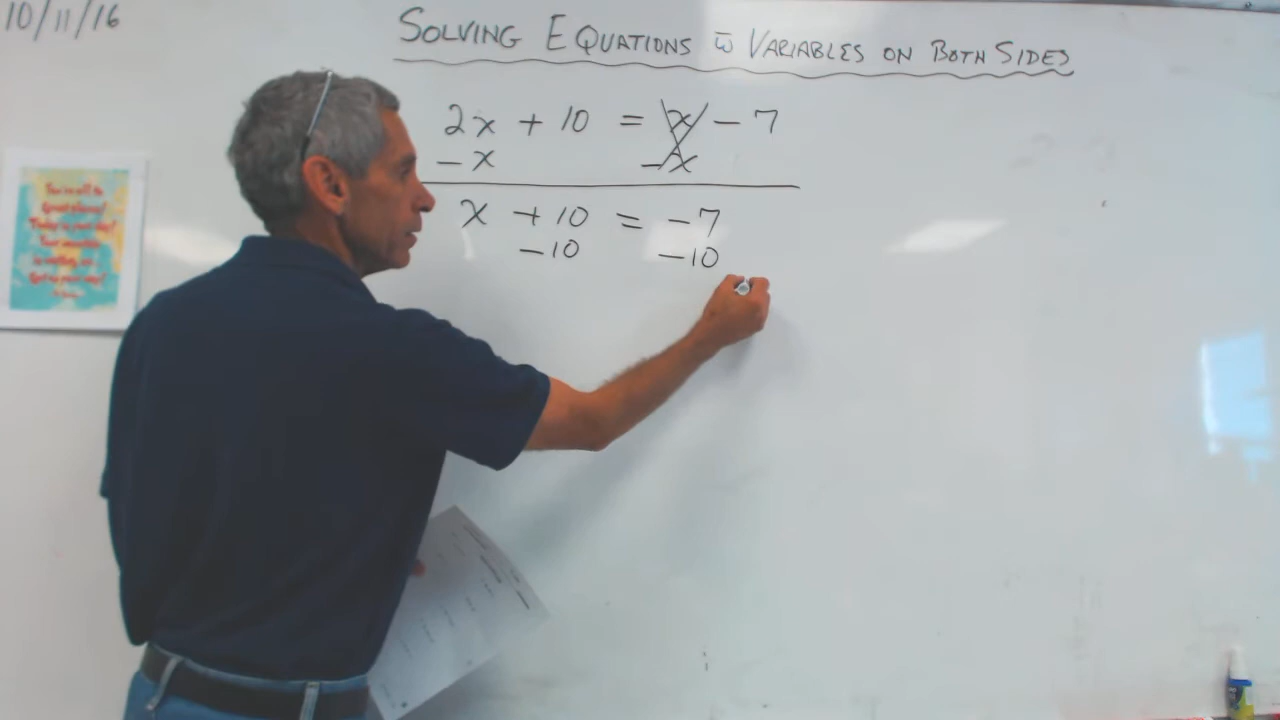 10/11/16
SOLVING EQUATIONS w̄ VARIABLES ON BOTH SIDES
2x + 10 = x - 7
-x -x
x + 10 = -7
-10 -10